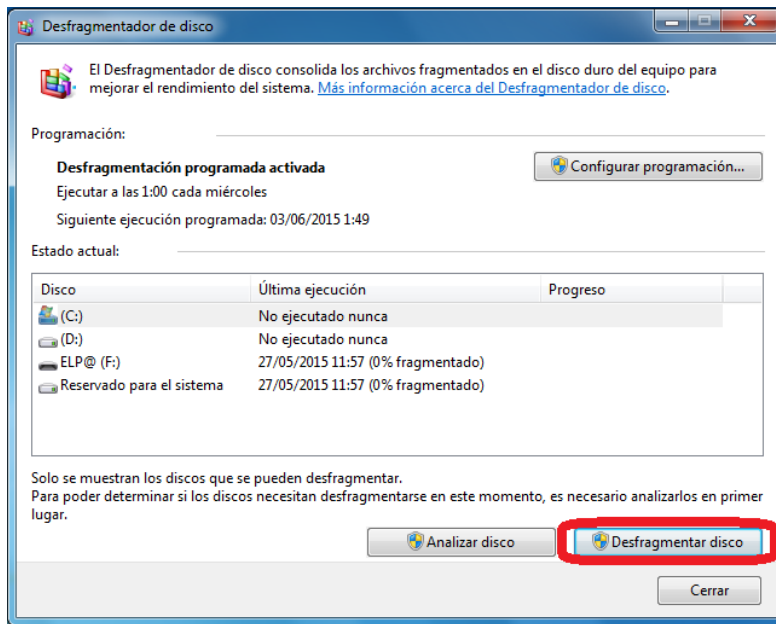 Desfragmentador de disco
El Desfragmentador de disco consolida los archivos fragmentados en el disco duro del equipo para
mejorar el rendimiento del sistema. Más información acerca del Desfragmentador de disco.
Programación:
Desfragmentación programada activada
Configurar programación...
Ejecutar a las 1:00 cada miércoles
Siguiente ejecución programada: 03/06/2015 1:49
Estado actual:
Disco Última ejecución Progreso
(C:) No ejecutado nunca
(D:) No ejecutado nunca
ELP@ (F:) 27/05/2015 11:57 (0% fragmentado)
Reservado para el sistema 27/05/2015 11:57 (0% fragmentado)
Solo se muestran los discos que se pueden desfragmentar.
Para poder determinar si los discos necesitan desfragmentarse en este momento, es necesario analizarlos en primer
lugar.
Analizar disco Desfragmentar disco
Cerrar